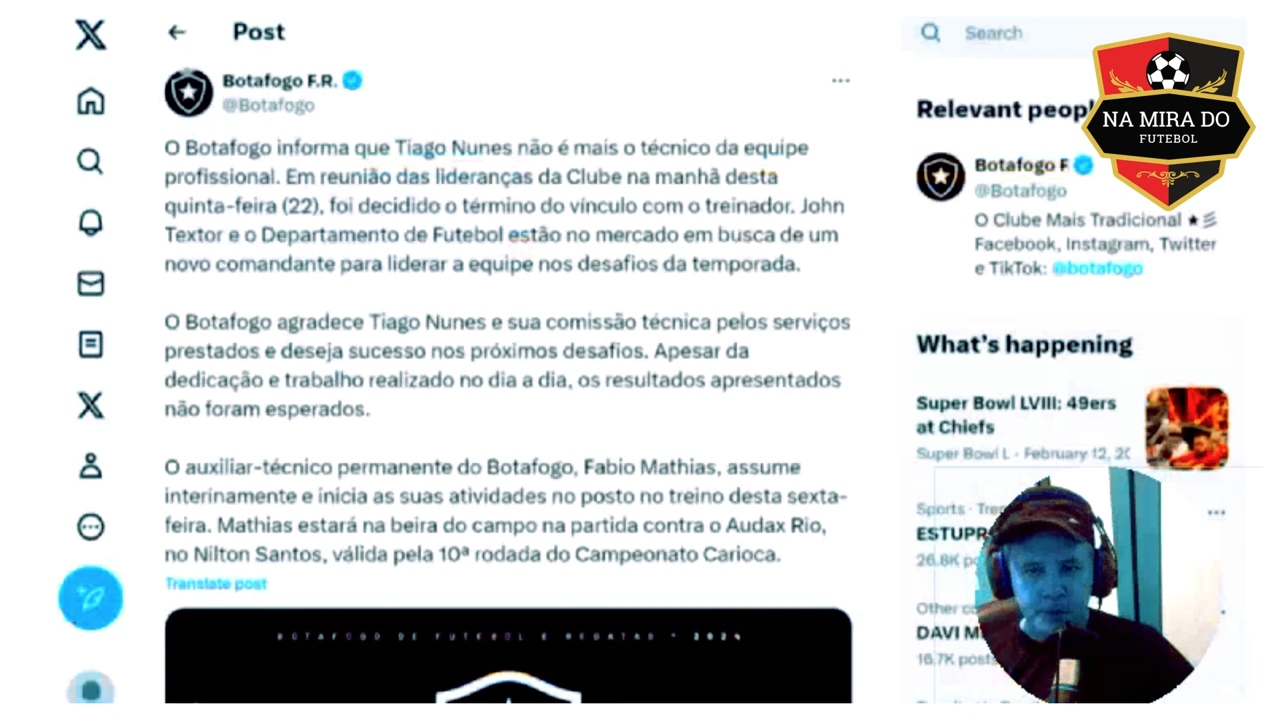 Post
Botafogo F.R.
@Botafogo
O Botafogo informa que Tiago Nunes não é mais o técnico da equipe
profissional. Em reunião das lideranças da Clube na manhã desta
quinta-feira (22), foi decidido o término do vínculo com o treinador. John
Textor e o Departamento de Futebol estão no mercado em busca de um
novo comandante para liderar a equipe nos desafios da temporada.
O Botafogo agradece Tiago Nunes e sua comissão técnica pelos serviços
prestados e deseja sucesso nos próximos desafios. Apesar da
dedicação e trabalho realizado no dia a dia, os resultados apresentados
não foram esperados.
O auxiliar-técnico permanente do Botafogo, Fabio Mathias, assume
interinamente e inicia as suas atividades no posto no treino desta sexta-
feira. Mathias estará na beira do campo na partida contra o Audax Rio,
no Nilton Santos, válida pela 10ª rodada do Campeonato Carioca.
Translate post
BOTAFOGO DE FUTEBOL E REGATAS * 2024
Search
NA MIRA DO
FUTEBOL
Relevant
Botafogo F
@Botafogo
O Clube Mais Tradicional
Facebook, Instagram, Twitter
e TikTok: @botafogo
What's happening
Super Bowl LVIII: 49ers
at Chiefs
Super Bowl L · February 12, 20
Sports ·
26.8K
Other
DAVI
16.7K posts